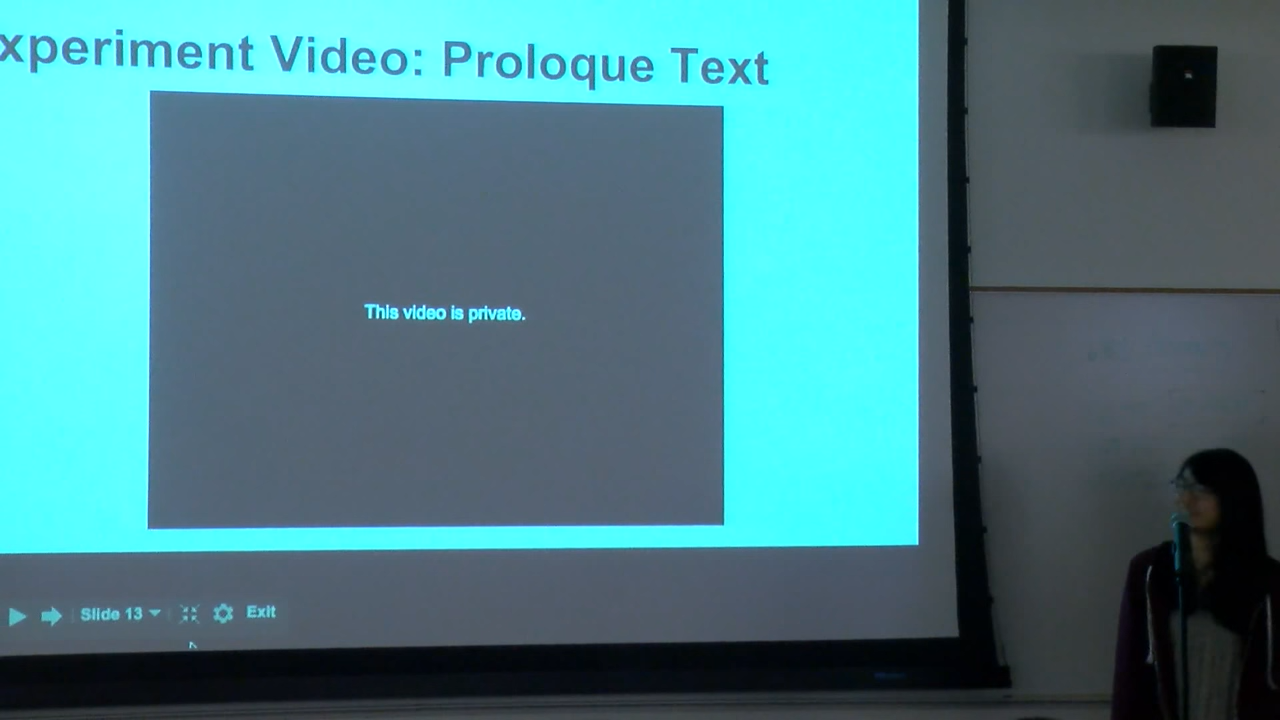 xperiment Video: Proloque Text
This video is private.
Slide 13
Exit